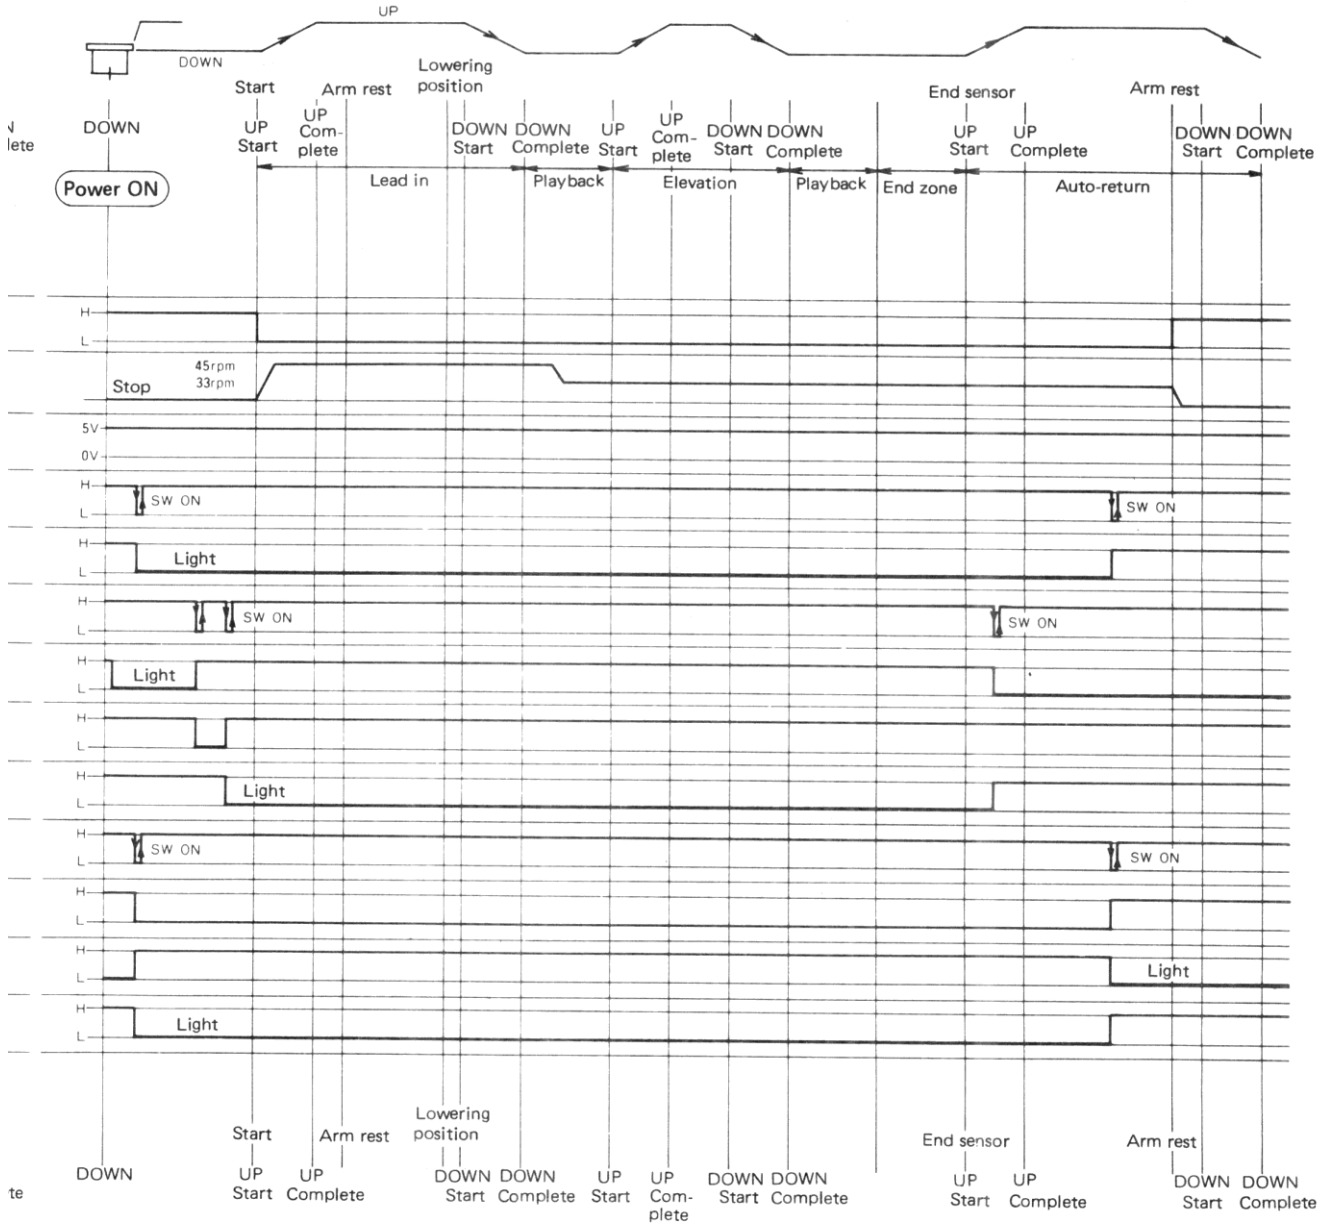 UP
DOWN
Lowering
position
Start
Arm rest
End sensor
Arm rest
DOWN
UP
Start
UP
Com-
plete
DOWN
Start
DOWN
Complete
UP
Start
UP
Com-
plete
DOWN
Start
DOWN
Complete
UP
Start
UP
Complete
DOWN
Start
DOWN
Complete
lete
Power ON
Lead in
Playback
Elevation
Playback
End zone
Auto-return
H
L
45rpm
33rpm
Stop
5V
0V
H
L
SW ON
SW ON
H
L
Light
H
L
SW ON
SW ON
H
L
Light
H
L
H
L
Light
H
L
SW ON
SW ON
H
L
H
L
Light
H
L
Light
Lowering
position
Start
Arm rest
End sensor
Arm rest
DOWN
UP
Start
UP
Complete
DOWN
Start
DOWN
Complete
UP
Start
UP
Com-
plete
DOWN
Start
DOWN
Complete
UP
Start
UP
Complete
DOWN
Start
DOWN
Complete
te